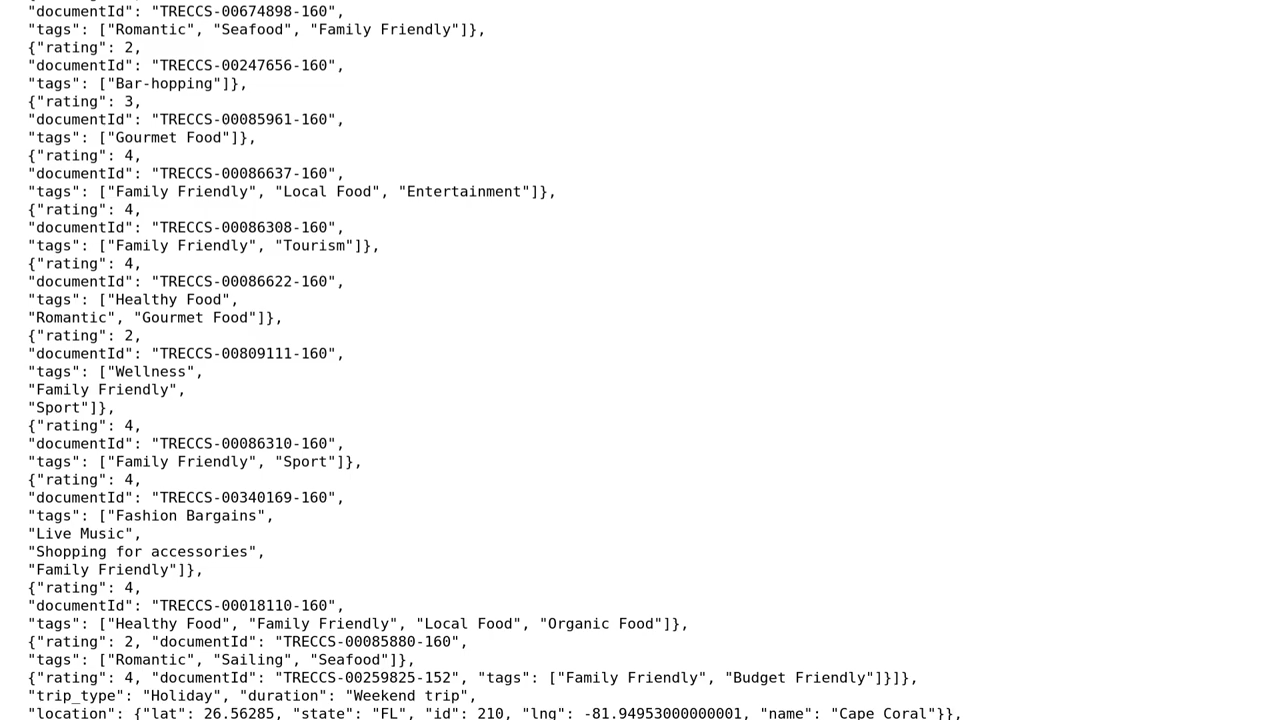 "documentId": "TRECCS-00674898-160",
"tags": ["Romantic", "Seafood", "Family Friendly"]},
{"rating": 2,
"documentId": "TRECCS-00247656-160",
"tags": ["Bar-hopping"]},
{"rating": 3,
"documentId": "TRECCS-00085961-160",
"tags": ["Gourmet Food"]},
{"rating": 4,
"documentId": "TRECCS-00086637-160",
"tags": ["Family Friendly", "Local Food", "Entertainment"]},
{"rating": 4,
"documentId": "TRECCS-00086308-160",
"tags": ["Family Friendly", "Tourism"]},
{"rating": 4,
"documentId": "TRECCS-00086622-160",
"tags": ["Healthy Food",
"Romantic", "Gourmet Food"]},
{"rating": 2,
"documentId": "TRECCS-00809111-160",
"tags": ["Wellness",
"Family Friendly",
"Sport"]},
{"rating": 4,
"documentId": "TRECCS-00086310-160",
"tags": ["Family Friendly", "Sport"]},
{"rating": 4,
"documentId": "TRECCS-00340169-160",
"tags": ["Fashion Bargains",
"Live Music",
"Shopping for accessories",
"Family Friendly"]},
{"rating": 4,
"documentId": "TRECCS-00018110-160",
"tags": ["Healthy Food", "Family Friendly", "Local Food", "Organic Food"]},
{"rating": 2, "documentId": "TRECCS-00085880-160",
"tags": ["Romantic", "Sailing", "Seafood"]},
{"rating": 4, "documentId": "TRECCS-00259825-152", "tags": ["Family Friendly", "Budget Friendly"]}]},
"trip_type": "Holiday", "duration": "Weekend trip",
"location": {"lat": 26.56285, "state": "FL", "id": 210, "lng": -81.94953000000001, "name": "Cape Coral"}},